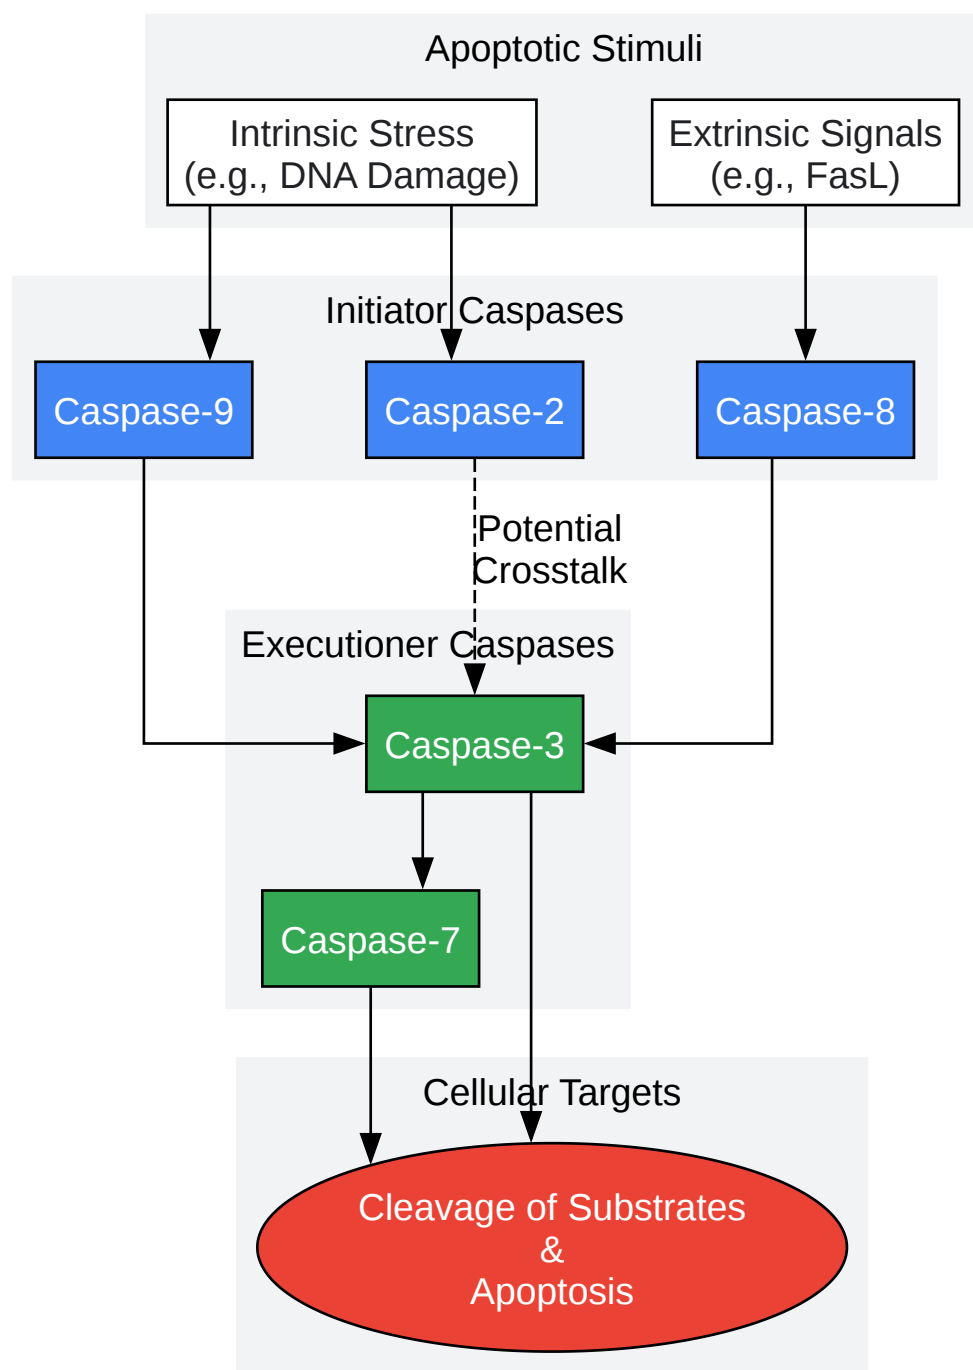 Apoptotic Stimuli
Intrinsic Stress
(e.g., DNA Damage)
Extrinsic Signals
(e.g., FasL)
Initiator Caspases
Caspase-9
Caspase-2
Caspase-8
Potential
Crosstalk
Executioner Caspases
Caspase-3
Caspase-7
Cellular Targets
Cleavage of Substrates
&
Apoptosis